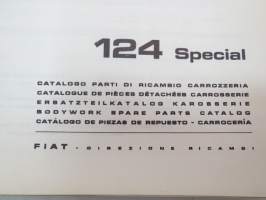 124 Special
CATALOGO PARTI DI RICAMBIO CARROZZERIA
CATALOGUE DE PIÈCES DÉTACHÉES CARROSSERIE
ERSATZTEILKATALOG KAROSSERIE
BODYWORK SPARE PARTS CATALOG
CATÁLOGO DE PIEZAS DE REPUESTO - CARROCERÍA
FIAT - DIREZIONE RICAMBI